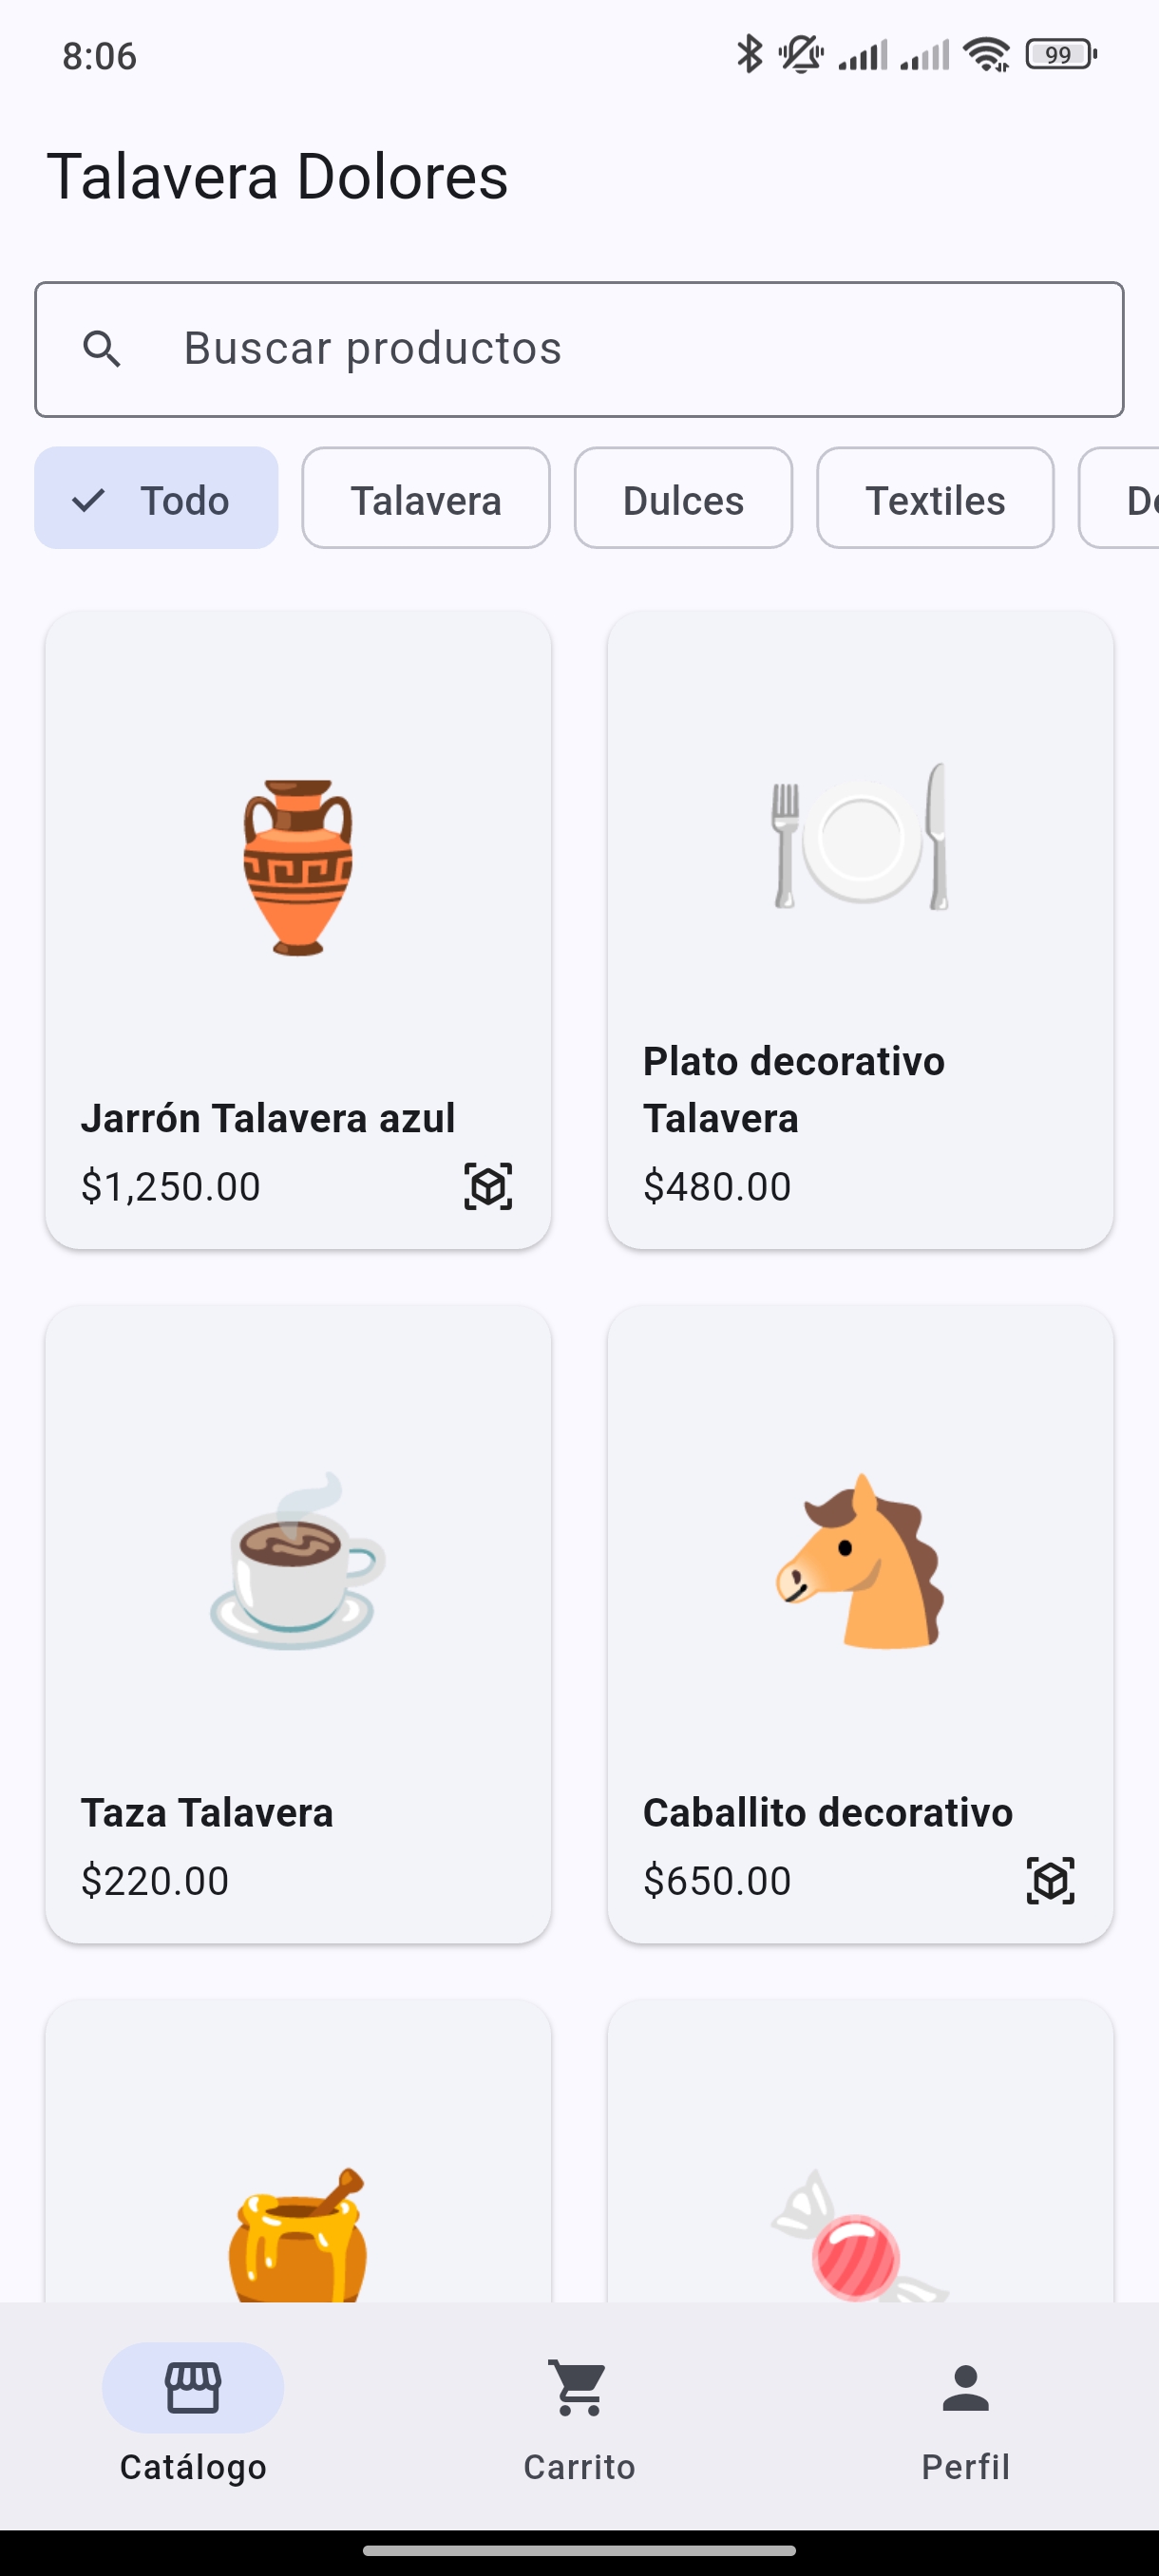 8:06
99
Talavera Dolores
Buscar productos
Todo
Talavera
Dulces
Textiles
Jarrón Talavera azul
$1,250.00
Plato decorativo
Talavera
$480.00
Taza Talavera
$220.00
Caballito decorativo
$650.00
Catálogo
Carrito
Perfil